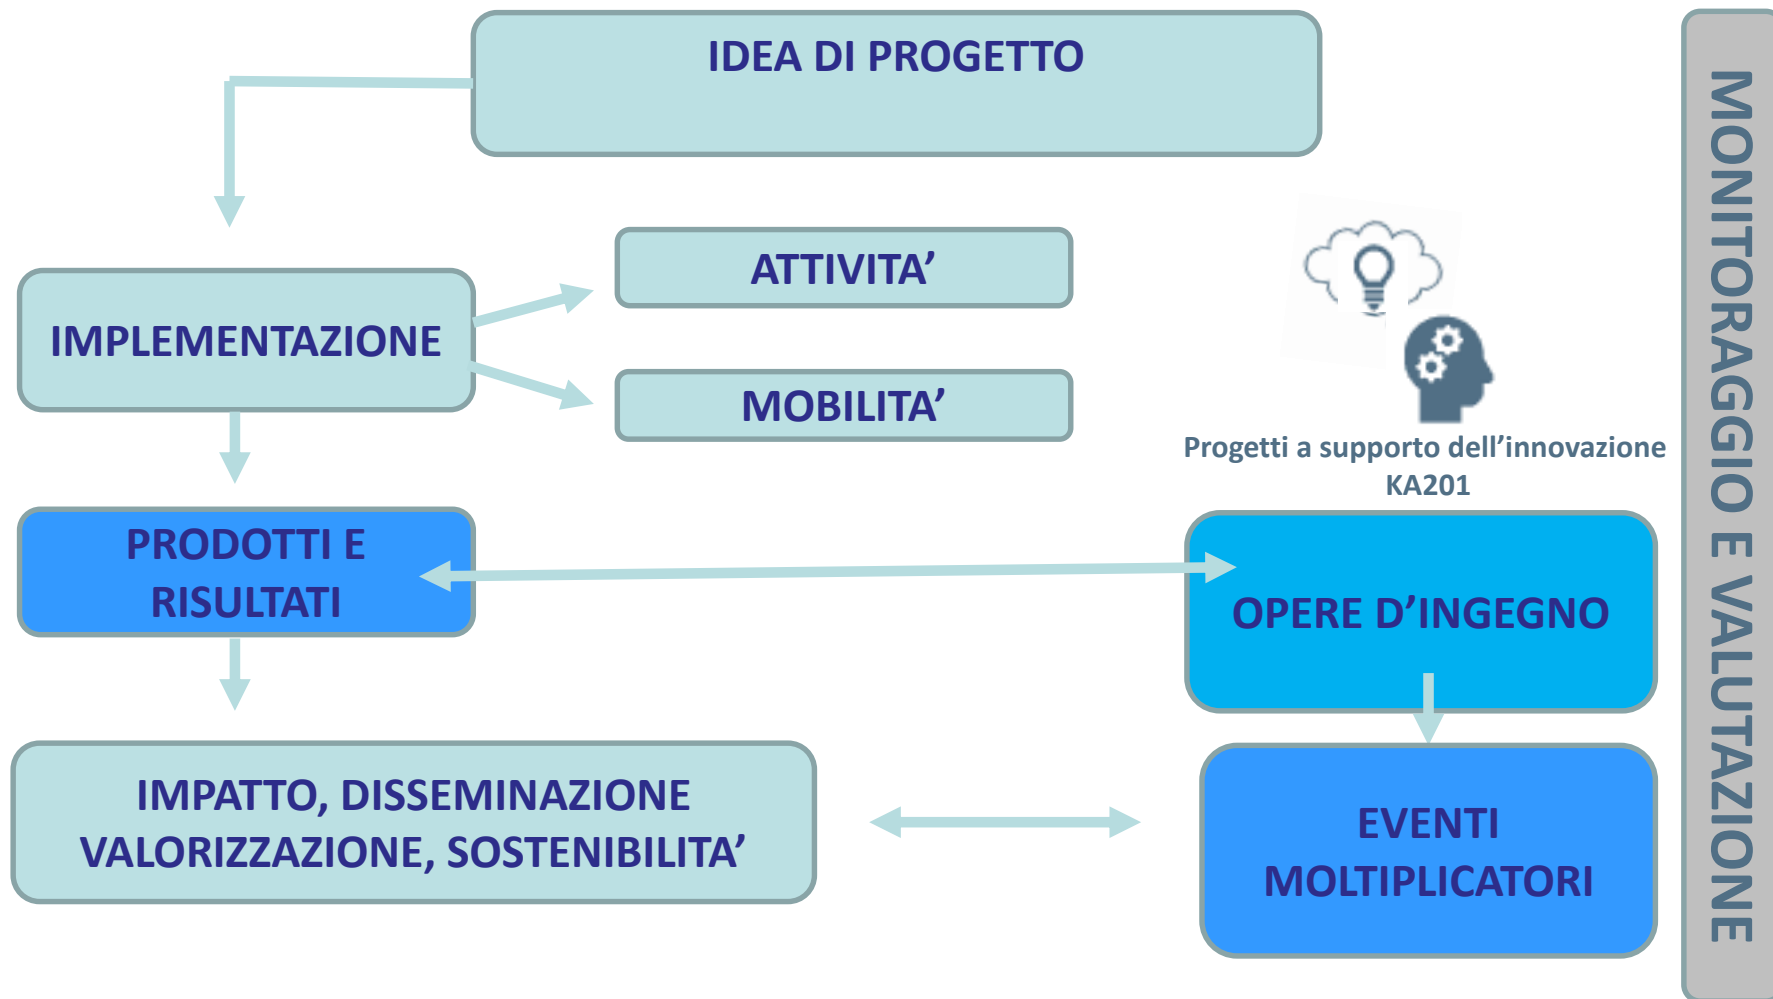 IDEA DI PROGETTO
ATTIVITA’
IMPLEMENTAZIONE
MOBILITA’
Progetti a supporto dell’innovazione
KA201
PRODOTTI E
RISULTATI
OPERE D’INGEGNO
IMPATTO, DISSEMINAZIONE
VALORIZZAZIONE, SOSTENIBILITA’
EVENTI
MOLTIPLICATORI
MONITORAGGIO E VALUTAZIONE